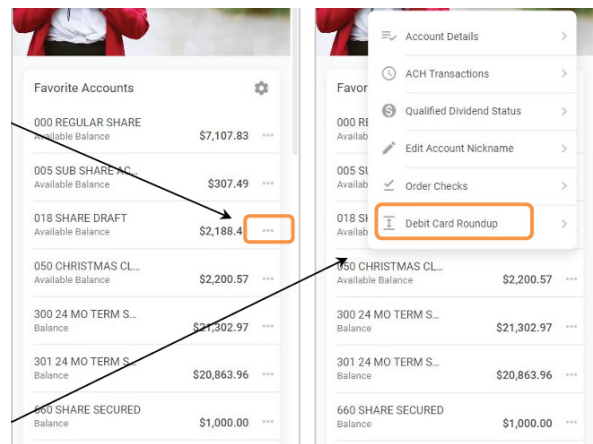 Favorite Accounts
000 REGULAR SHARE
Available Balance
$7,107.83
005 SUB SHARE AC...
Available Balance
$307.49
018 SHARE DRAFT
Available Balance
$2,188.4
050 CHRISTMAS CL...
Available Balance
$2,200.57
300 24 MO TERM S...
Balance
$21,302.97
301 24 MO TERM S...
Balance
$20,863.96
660 SHARE SECURED
Balance
$1,000.00
Account Details
ACH Transactions
Qualified Dividend Status
Edit Account Nickname
Order Checks
Debit Card Roundup
Favor
000 RE
Availab
005 SU
Availab
018 SH
Availab
050 CHRISTMAS CL...
Available Balance
$2,200.57
300 24 MO TERM S...
Balance
$21,302.97
301 24 MO TERM S...
Balance
$20,863.96
660 SHARE SECURED
Balance
$1,000.00